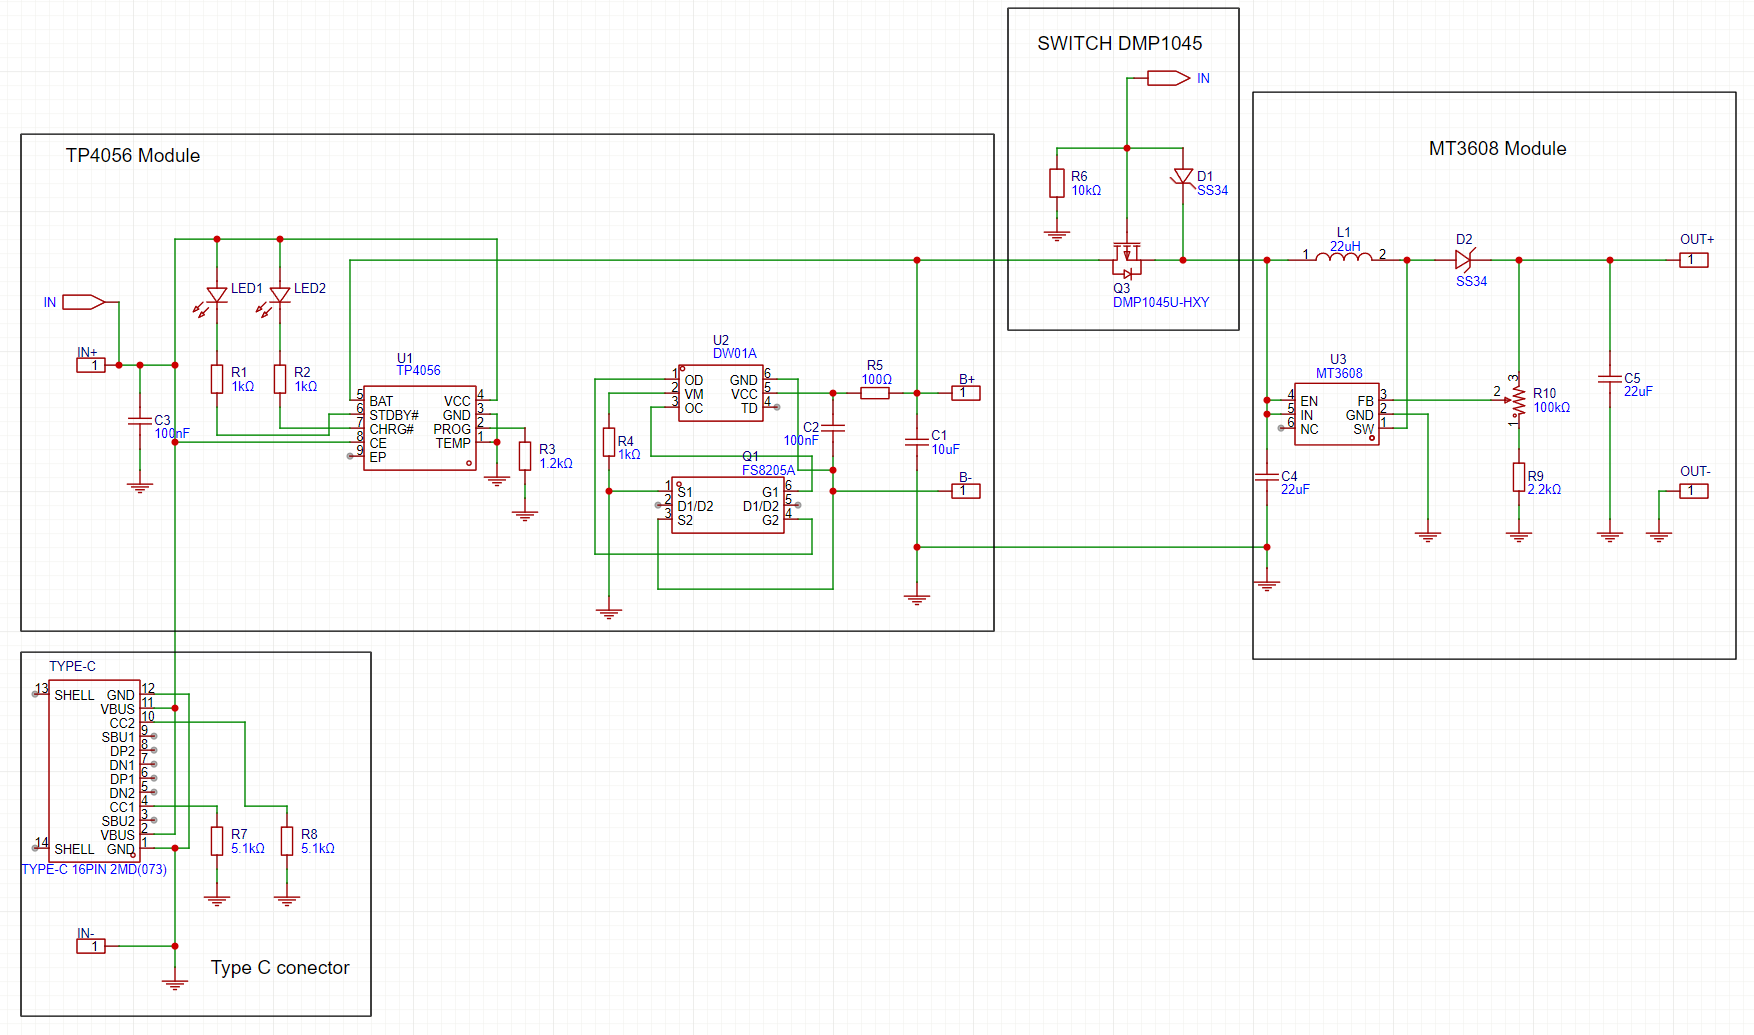 SWITCH DMP1045
IN
R6
10kΩ
D1
SS34
Q3
DMP1045U-HXY
MT3608 Module
L1
22uH
1
2
D2
SS34
OUT+
1
U3
MT3608
4 EN
5 IN
6 NC
FB 3
GND 2
SW 1
3
2
1
R10
100kΩ
C5
22uF
R9
2.2kΩ
C4
22uF
OUT-
1
TP4056 Module
IN
IN+
1
LED1
LED2
R1
1kΩ
R2
1kΩ
C3
100nF
U1
TP4056
5 BAT
6 STDBY#
7 CHRG#
8 CE
9 EP
VCC 4
GND 3
PROG 2
TEMP 1
R3
1.2kΩ
U2
DW01A
1 OD
2 VM
3 OC
GND 6
VCC 5
TD 4
R5
100Ω
B+
1
R4
1kΩ
C2
100nF
C1
10uF
Q1
FS8205A
1 S1
2 D1/D2
3 S2
G1 6
D1/D2 5
G2 4
B-
1
TYPE-C
13 SHELL
14 SHELL
GND 12
VBUS 11
CC2 10
SBU1 9
DP2 8
DN1 7
DP1 6
DN2 5
CC1 4
SBU2 3
VBUS 2
GND 1
TYPE-C 16PIN 2MD(073)
R7
5.1kΩ
R8
5.1kΩ
IN-
1
Type C conector